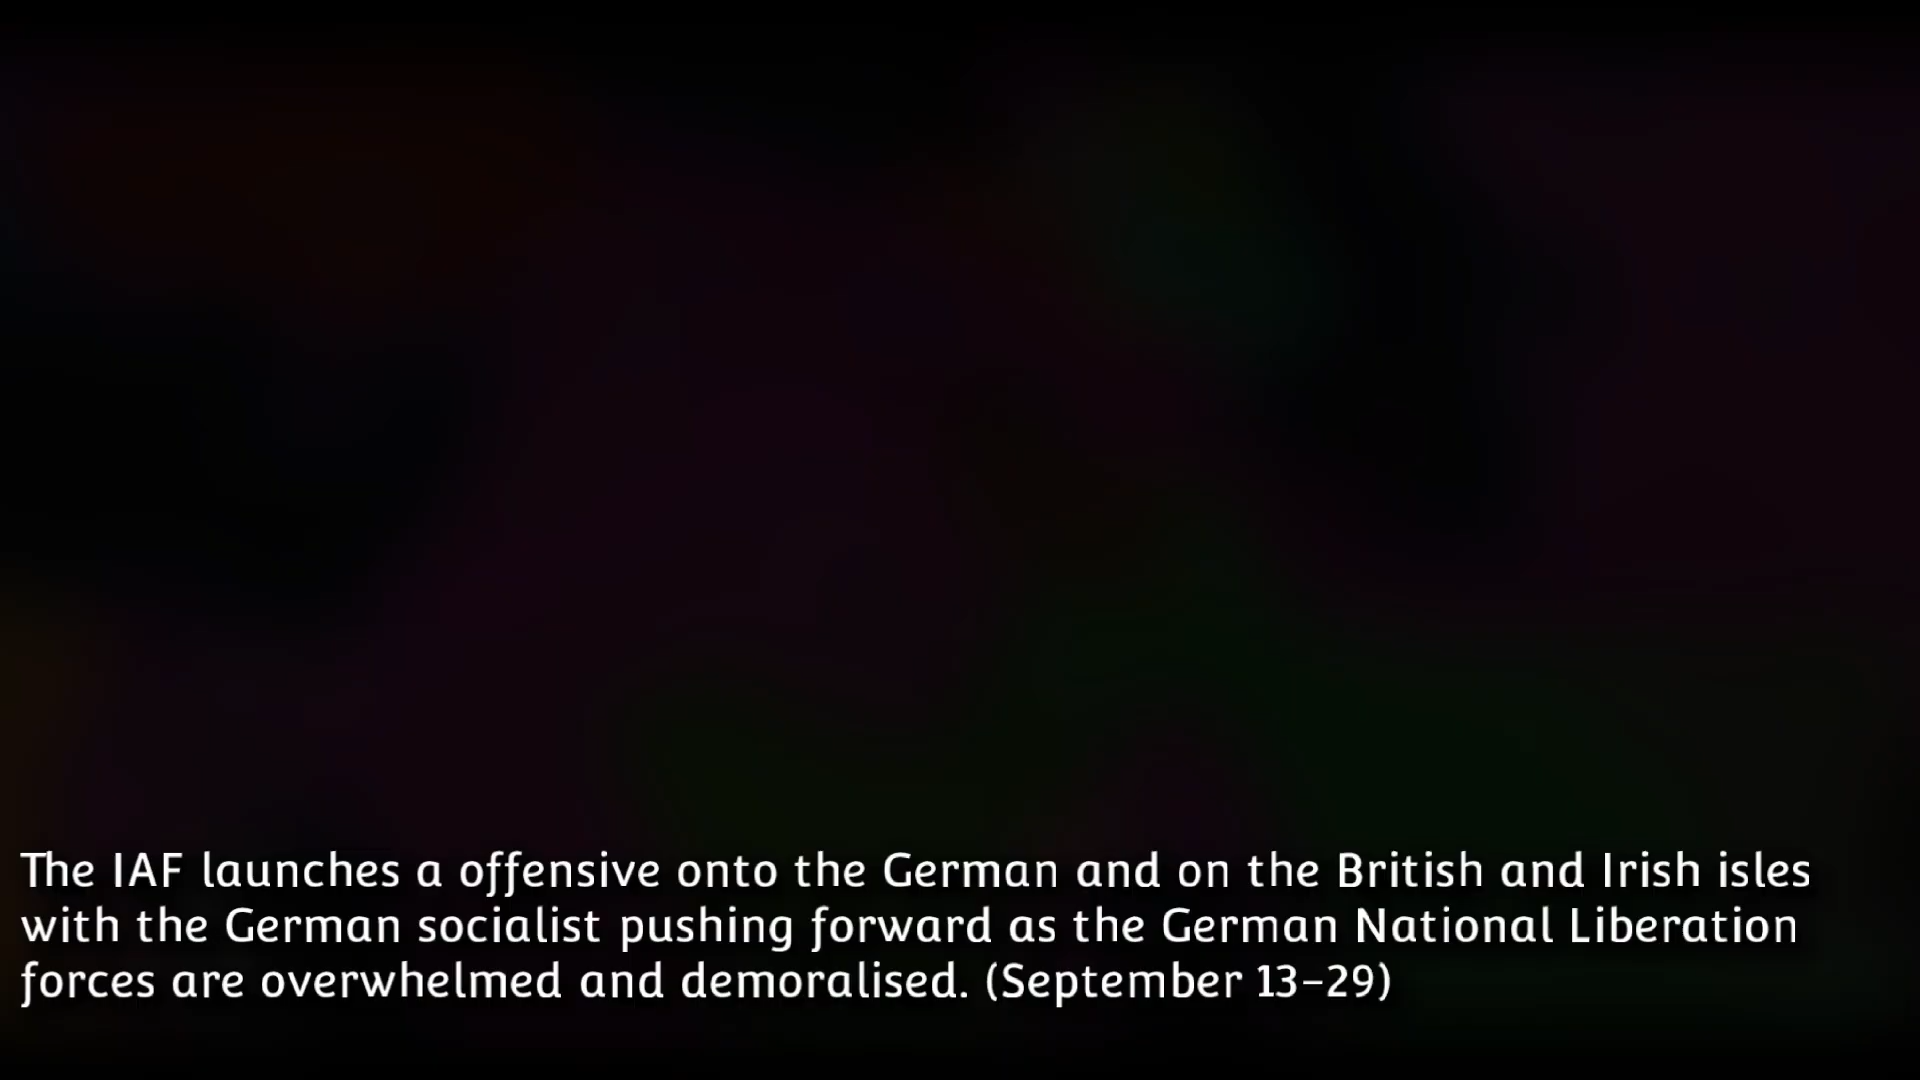 The IAF launches a offensive onto the German and on the British and Irish isles
with the German socialist pushing forward as the German National Liberation
forces are overwhelmed and demoralised. (September 13–29)